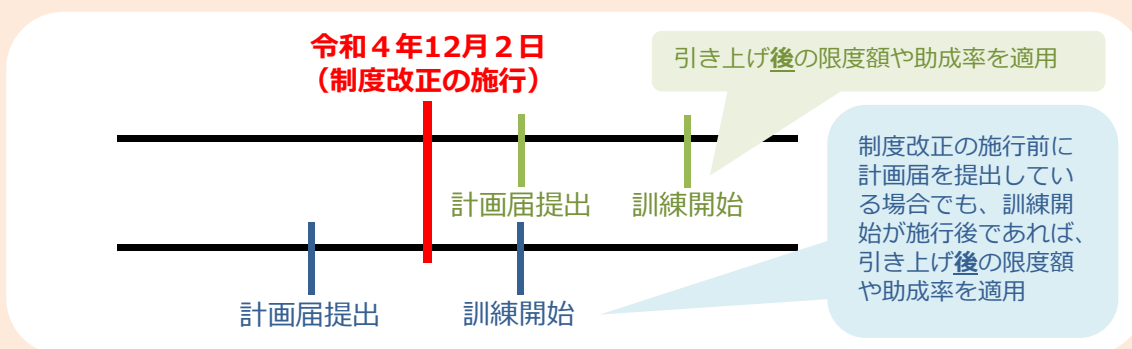 令和４年12月２日
（制度改正の施行）
引き上げ後の限度額や助成率を適用
計画届提出
訓練開始
制度改正の施行前に
計画届を提出してい
る場合でも、訓練開
始が施行後であれば、
引き上げ後の限度額
や助成率を適用
計画届提出
訓練開始